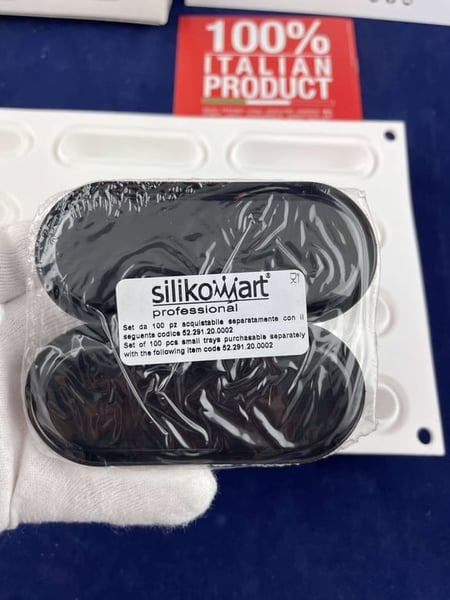 100%
ITALIAN
PRODUCT
silikomart®
professional
Set da 100 pz acquistabile separatamente con il
seguente codice 52.291.20.0002
Set of 100 pcs small trays purchasable separately
with the following item code 52.291.20.0002